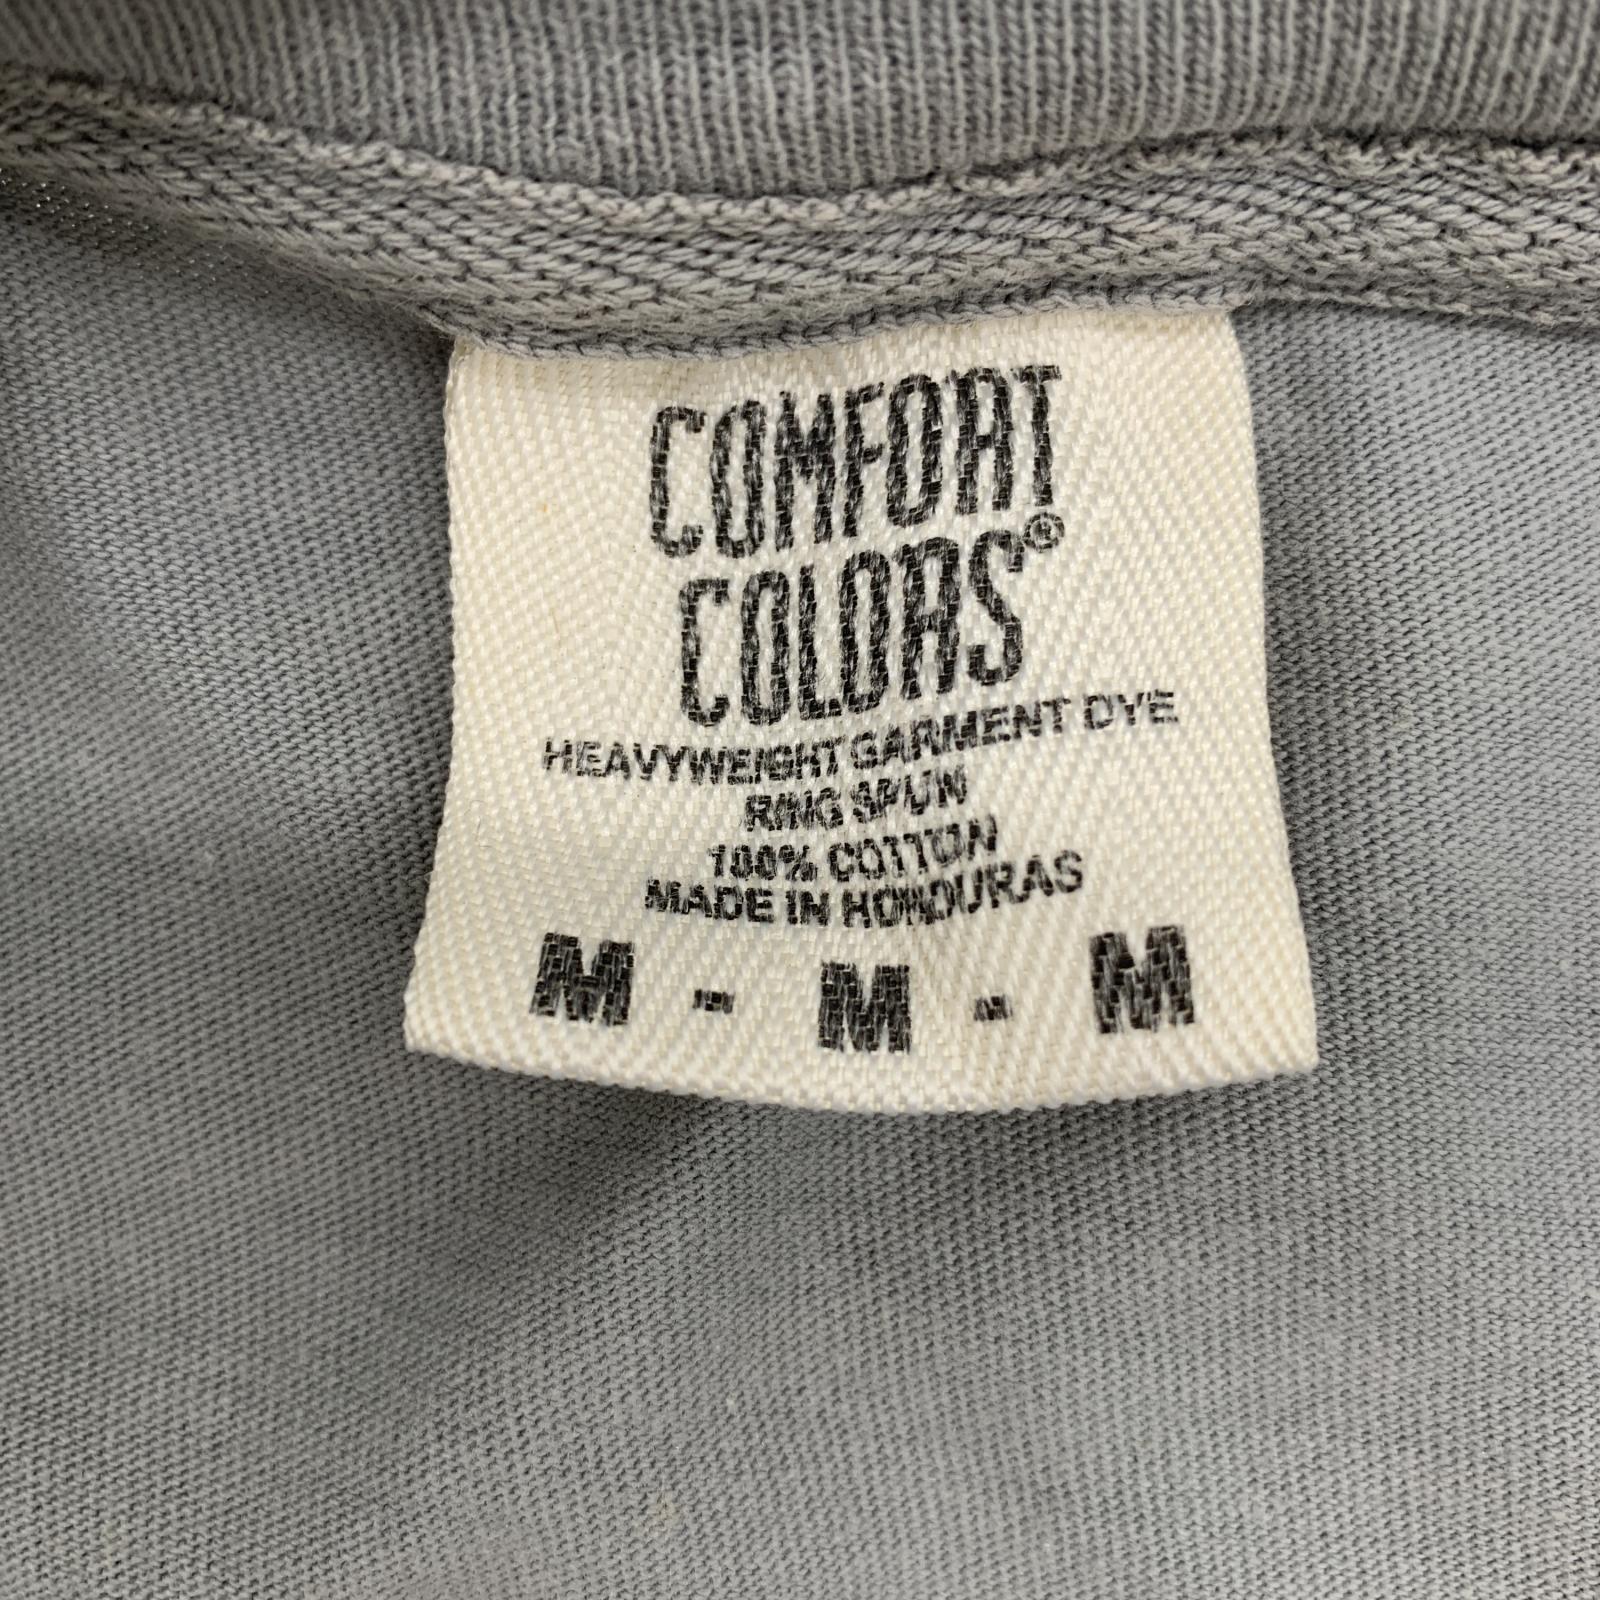 COMFORT
COLORS®
HEAVYWEIGHT GARMENT DYE
RING SPUN
100% COTTON
MADE IN HONDURAS
M - M - M